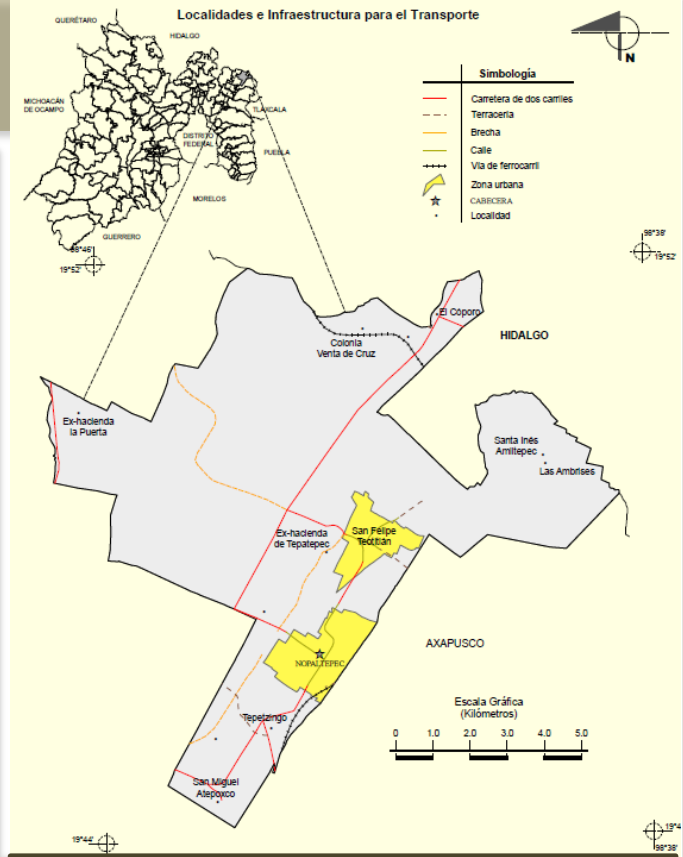 Localidades e Infraestructura para el Transporte
QUERÉTARO
HIDALGO
MICHOACÁN
DE OCAMPO
TLAXCALA
DISTRITO
FEDERAL
PUEBLA
MORELOS
GUERRERO
N
Simbología
Carretera de dos carriles
Terracería
Brecha
Calle
Vía de ferrocarril
Zona urbana
CABECERA
Localidad
98°46'
19°52'
98°38'
19°52'
El Cóporo
HIDALGO
Colonia
Venta de Cruz
Ex-hacienda
la Puerta
Santa Inés
Amiltepec
Las Ambrises
Ex-hacienda
de Tepatepec
San Felipe
Teotitlán
AXAPUSCO
NOPALTEPEC
Tepetzingo
San Miguel
Atepoxco
Escala Gráfica
(Kilómetros)
0 1.0 2.0 3.0 4.0 5.0
19°44'
19°4
98°38'